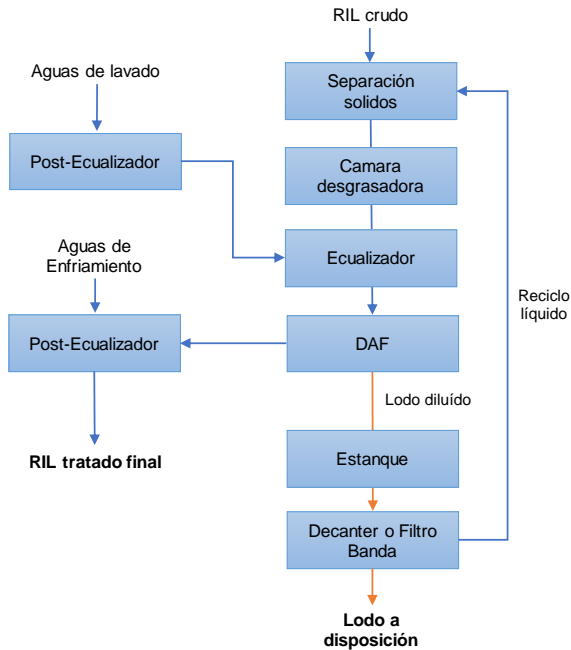 RIL crudo
Aguas de lavado
Separación
solidos
Post-Ecualizador
Camara
desgrasadora
Aguas de
Enfriamiento
Ecualizador
Reciclo
líquido
Post-Ecualizador
DAF
Lodo diluído
RIL tratado final
Estanque
Decanter o Filtro
Banda
Lodo a
disposición